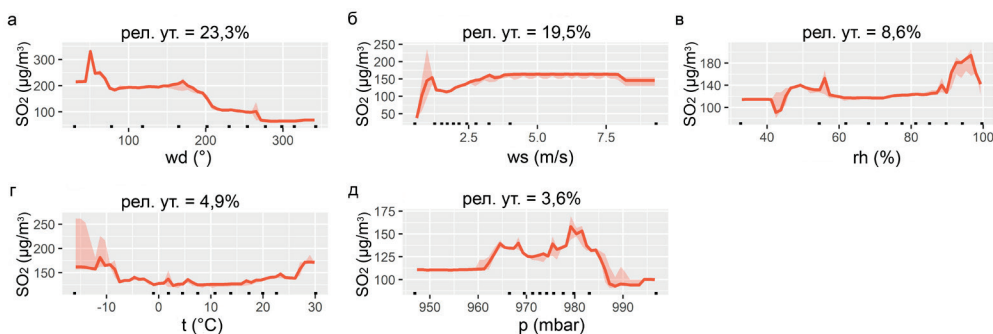 а
рел. ут. = 23,3%
SO₂ (µg/m³)
300
200
100
100
200
300
wd (°)
б
рел. ут. = 19,5%
SO₂ (µg/m³)
250
200
150
100
50
2.5
5.0
7.5
ws (m/s)
в
рел. ут. = 8,6%
SO₂ (µg/m³)
180
140
100
40
60
80
100
rh (%)
г
рел. ут. = 4,9%
SO₂ (µg/m³)
250
200
150
-10
0
10
20
30
t (°C)
д
рел. ут. = 3,6%
SO₂ (µg/m³)
175
150
125
100
950
960
970
980
990
p (mbar)